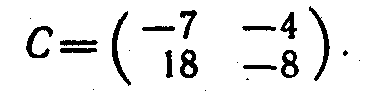 C = ( −7 −4
18 −8 ).